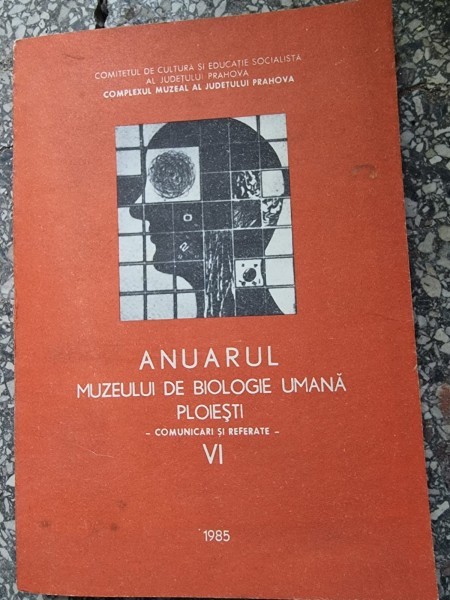 COMITETUL DE CULTURĂ ȘI EDUCAȚIE SOCIALISTĂ
AL JUDEȚULUI PRAHOVA
COMPLEXUL MUZEAL AL JUDEȚULUI PRAHOVA
ANUARUL
MUZEULUI DE BIOLOGIE UMANĂ
PLOIEȘTI
- COMUNICARI ȘI REFERATE -
VI
1985